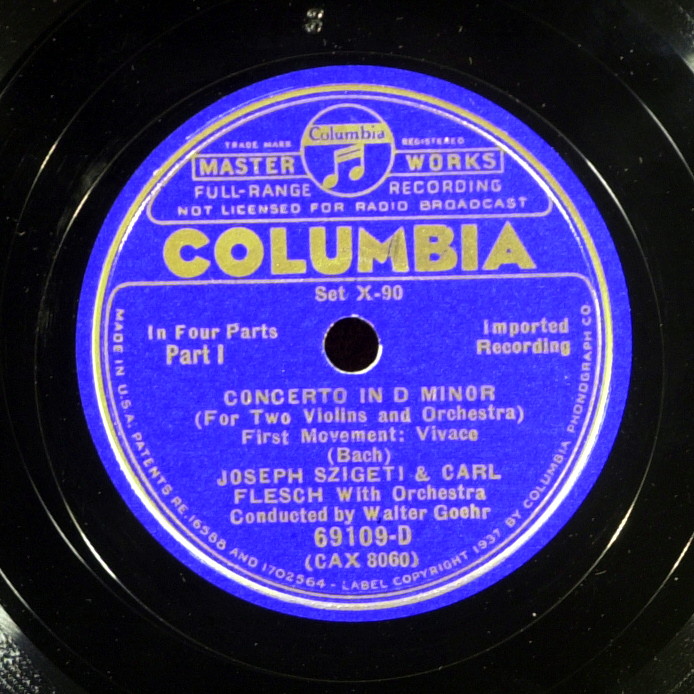 TRADE MARK Columbia REGISTERED
MASTER WORKS
FULL-RANGE RECORDING
NOT LICENSED FOR RADIO BROADCAST
COLUMBIA
Set X-90
In Four Parts
Part I
Imported
Recording
CONCERTO IN D MINOR
(For Two Violins and Orchestra)
First Movement: Vivace
(Bach)
JOSEPH SZIGETI & CARL
FLESCH With Orchestra
Conducted by Walter Goehr
69109-D
(CAX 8060)
MADE IN U.S.A. PATENTS RE. 16588 AND 1702564 - LABEL COPYRIGHT 1937 BY COLUMBIA PHONOGRAPH CO